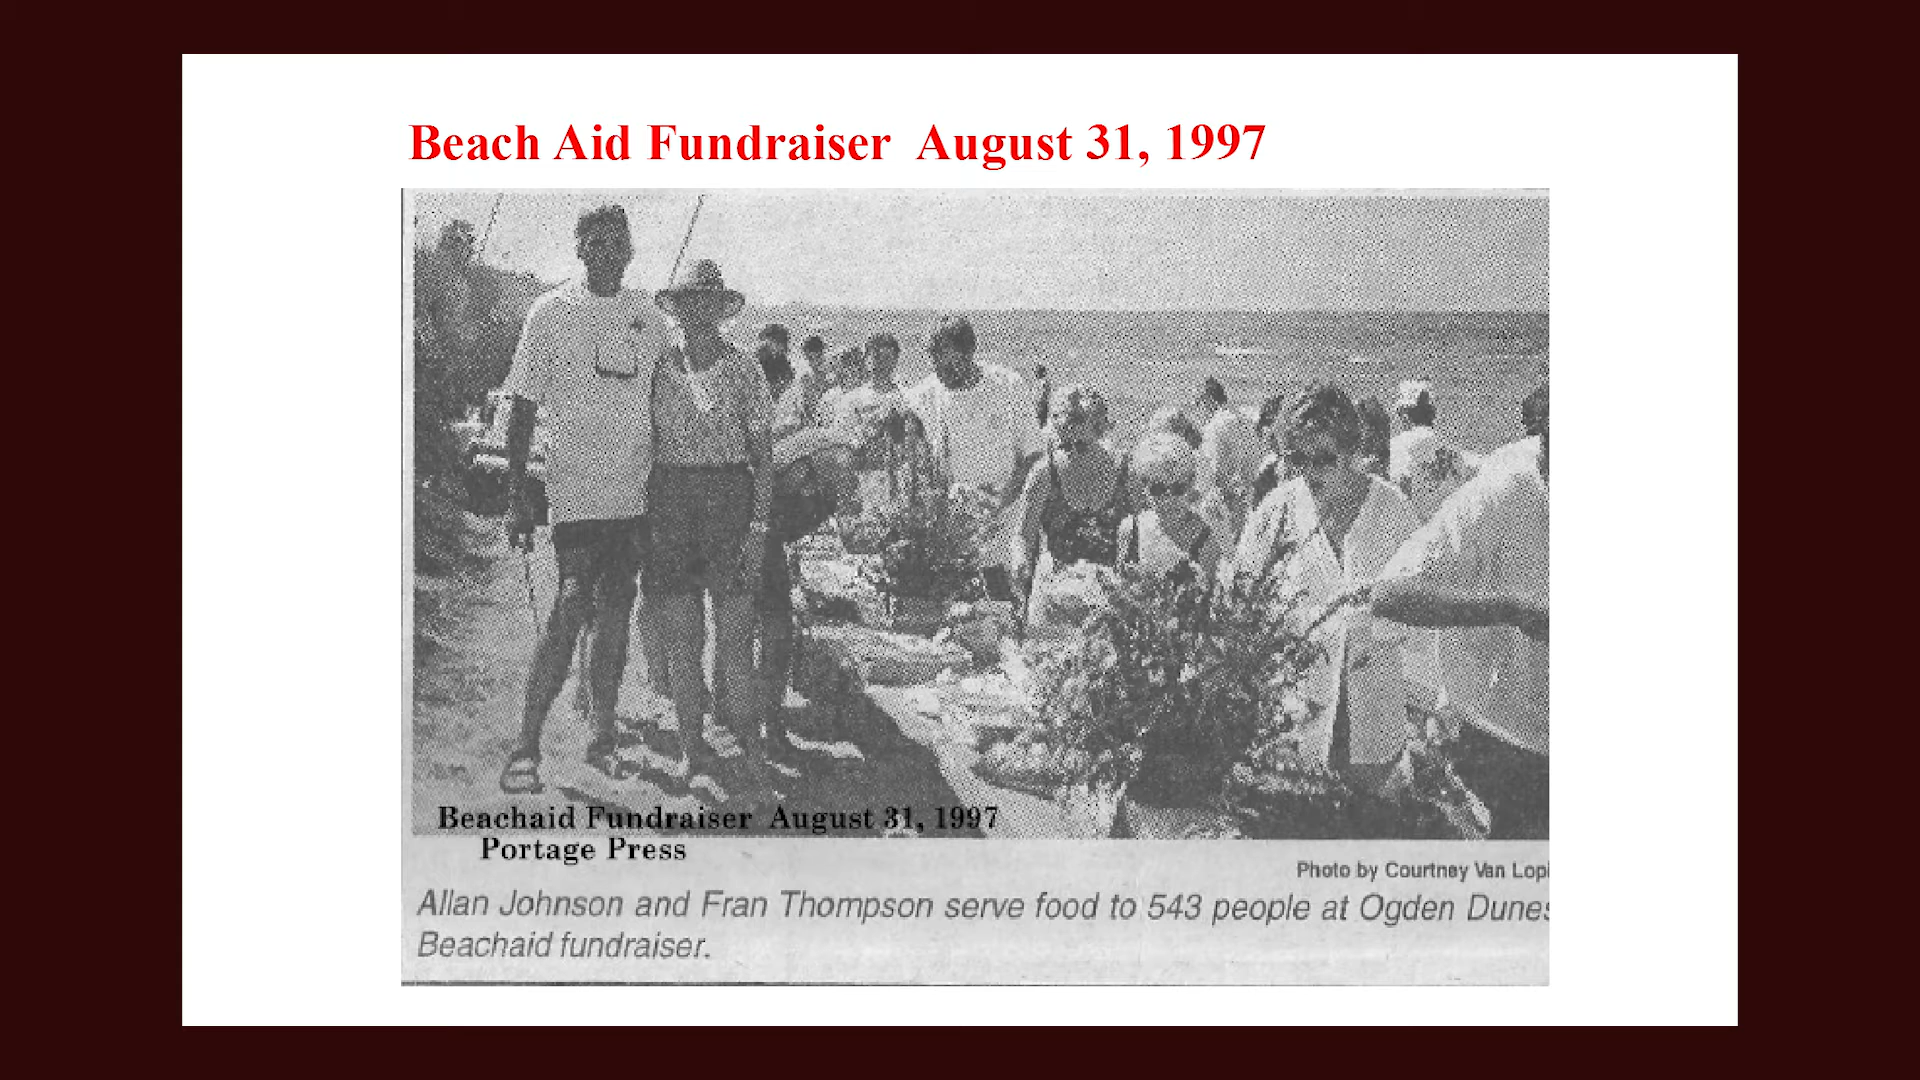 Beach Aid Fundraiser August 31, 1997
Beachaid Fundraiser August 31, 1997
Portage Press
Photo by Courtney Van
Allan Johnson and Fran Thompson serve food to 543 people at Ogden Dunes
Beachaid fundraiser.